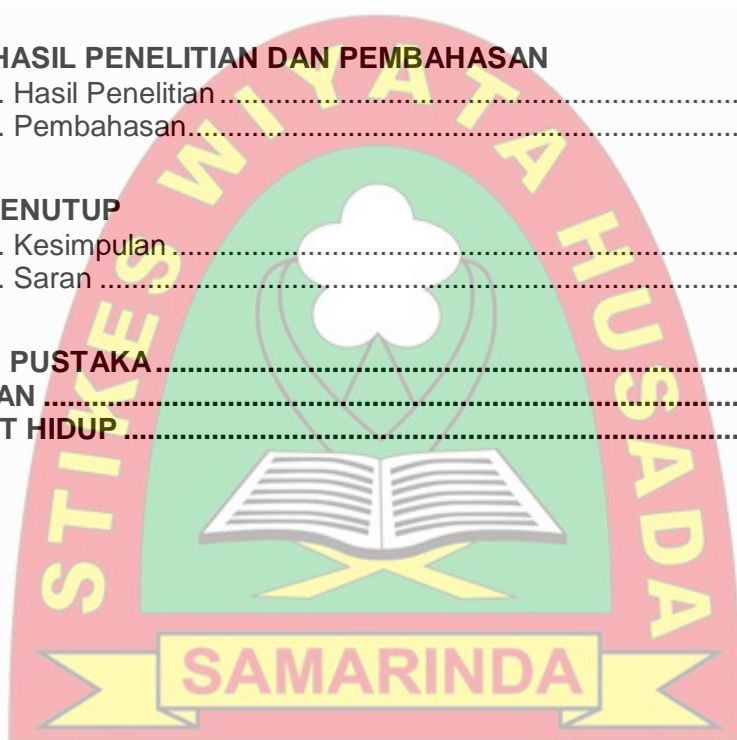 HASIL PENELITIAN DAN PEMBAHASAN
. Hasil Penelitian ........................................................................
. Pembahasan............................................................................
ENUTUP
. Kesimpulan ..............................................................................
. Saran .......................................................................................
PUSTAKA.........................................................................
AN .......................................................................................
T HIDUP .............................................................................
STIKES WIYATA HUSADA
SAMARINDA